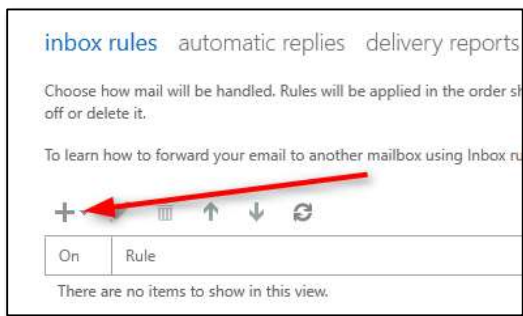 inbox rules automatic replies delivery reports
Choose how mail will be handled. Rules will be applied in the order
off or delete it.
To learn how to forward your email to another mailbox using Inbox
On Rule
There are no items to show in this view.